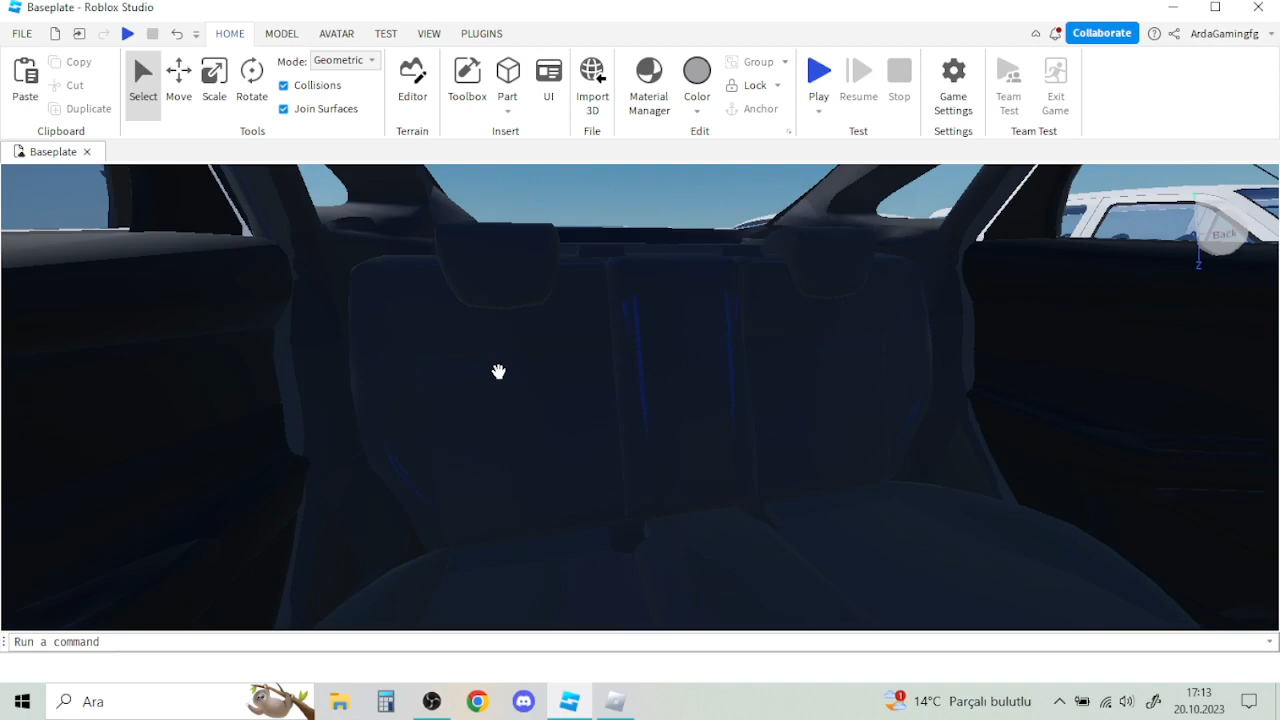 Baseplate - Roblox Studio
FILE HOME MODEL AVATAR TEST VIEW PLUGINS Collaborate ArdaGamingfg
Paste Copy Cut Duplicate Clipboard
Select Move Scale Rotate Mode: Geometric Collisions Join Surfaces Tools
Editor Terrain
Toolbox Part UI Insert
Import 3D File
Material Manager Color Group Lock Anchor Edit
Play Resume Stop Test
Game Settings Settings
Team Test Exit Game Team Test
Baseplate
Back
Z
Run a command
Ara
1 14°C Parçalı bulutlu 17:13
20.10.2023